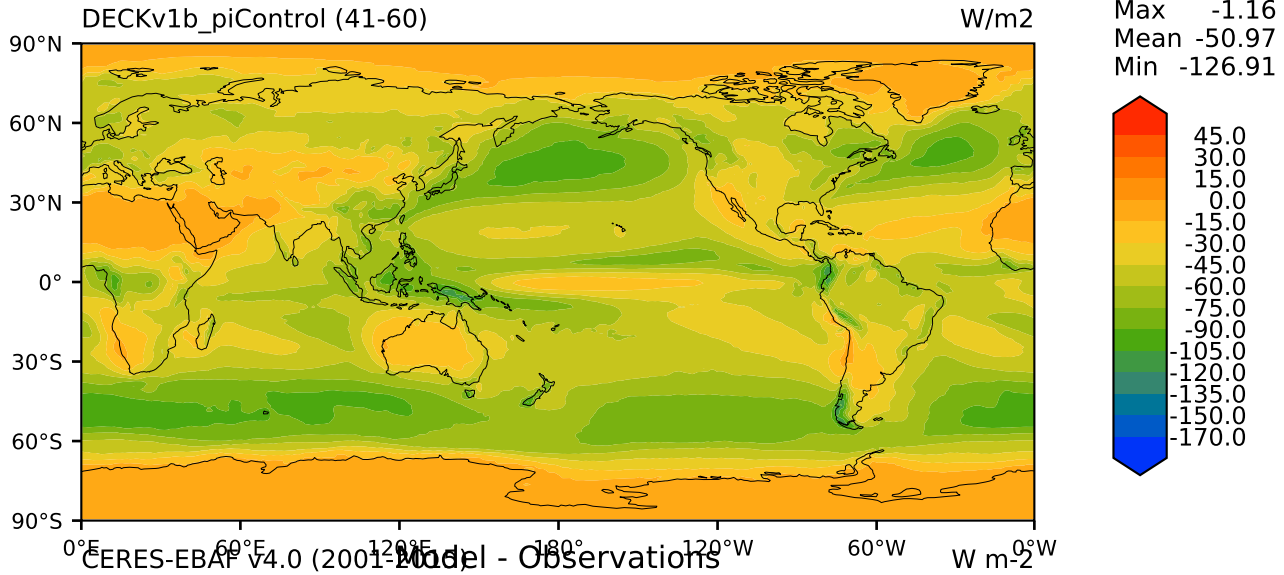 DECKv1b_piControl (41-60) W/m2
Max -1.16
Mean -50.97
Min -126.91
90°N
60°N
30°N
0°
30°S
60°S
90°S
0°E 60°E 120°E 180° 120°W 60°W 0°W
45.0
30.0
15.0
0.0
-15.0
-30.0
-45.0
-60.0
-75.0
-90.0
-105.0
-120.0
-135.0
-150.0
-170.0
CERES-EBAF v4.0 (2001-2015) W m-2
Model - Observations